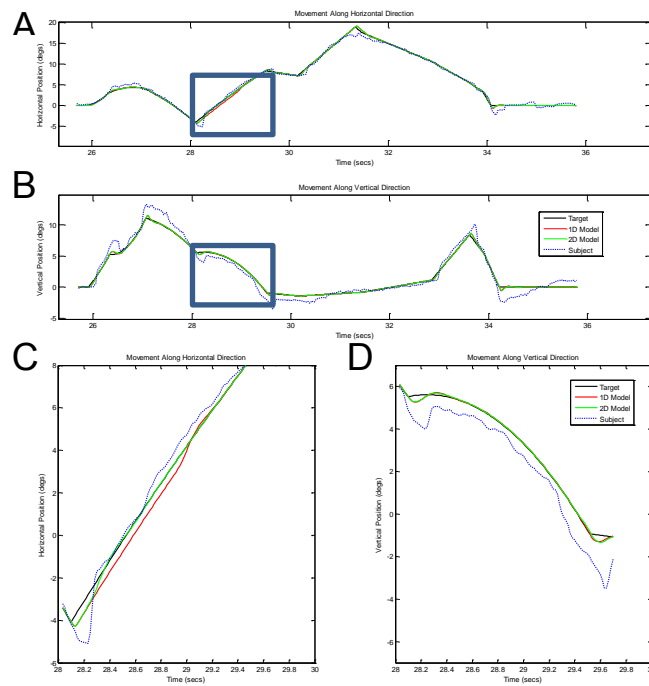 A
Movement Along Horizontal Direction
20
15
10
5
0
-5
Horizontal Position (degs)
26 28 30 32 34 36
Time (secs)
B
Movement Along Vertical Direction
10
5
0
-5
Vertical Position (degs)
Target
1D Model
2D Model
Subject
26 28 30 32 34 36
Time (secs)
C
Movement Along Horizontal Direction
8
6
4
2
0
-2
-4
-6
Horizontal Position (degs)
28 28.2 28.4 28.6 28.8 29 29.2 29.4 29.6 29.8 30
Time (secs)
D
Movement Along Vertical Direction
6
4
2
0
-2
-4
-6
Vertical Position (degs)
Target
1D Model
2D Model
Subject
28 28.2 28.4 28.6 28.8 29 29.2 29.4 29.6 29.8 30
Time (secs)